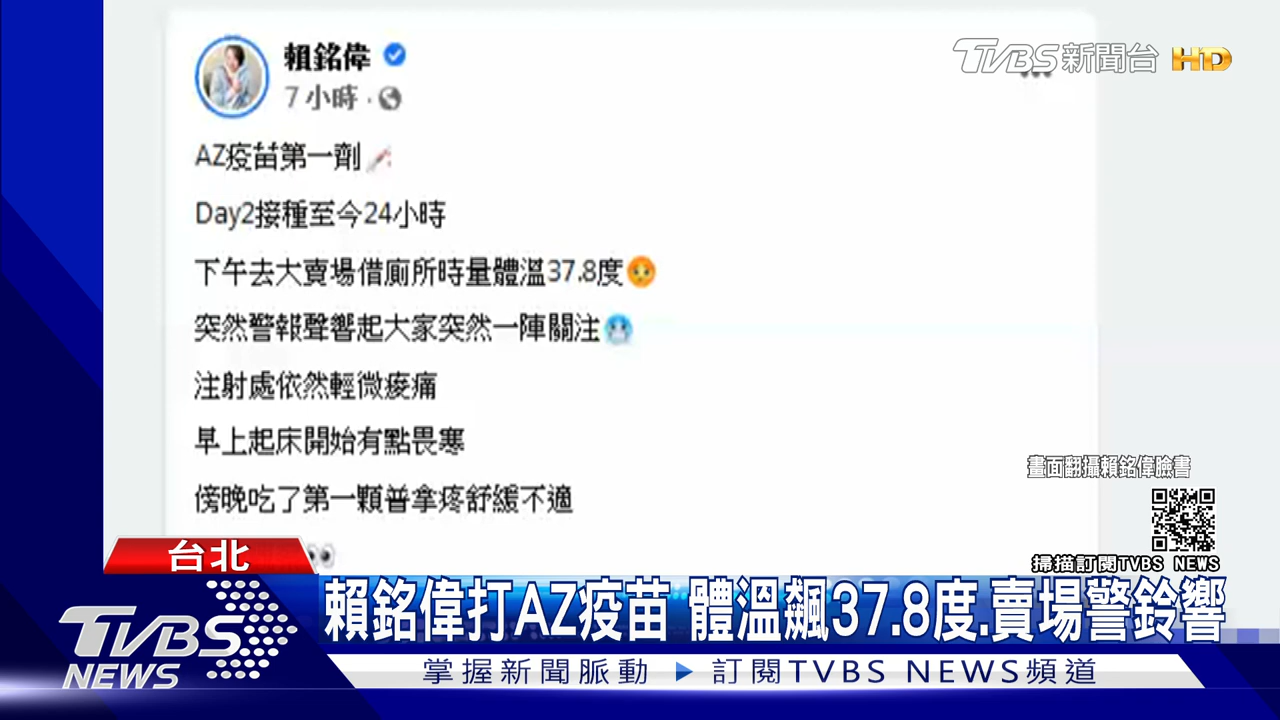 賴銘偉
7 小時
TVBS新聞台 HD
AZ疫苗第一劑
Day2接種至今24小時
下午去大賣場借廁所時量體溫37.8度
突然警報聲響起大家突然一陣關注
注射處依然輕微痠痛
早上起床開始有點畏寒
傍晚吃了第一顆普拿疼舒緩不適
畫面翻攝賴銘偉臉書
掃描訂閱TVBS NEWS
台北
賴銘偉打AZ疫苗 體溫飆37.8度.賣場警鈴響
TVBS
NEWS
掌握新聞脈動 ▶ 訂閱TVBS NEWS頻道